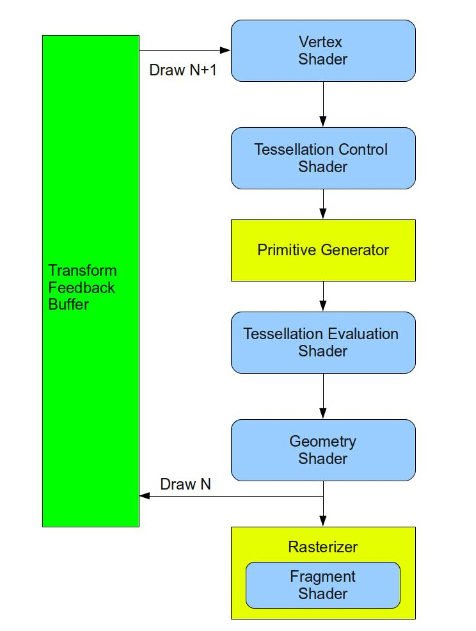 Vertex
Shader
Draw N+1
Tessellation Control
Shader
Primitive Generator
Transform
Feedback
Buffer
Tessellation Evaluation
Shader
Geometry
Shader
Draw N
Rasterizer
Fragment
Shader